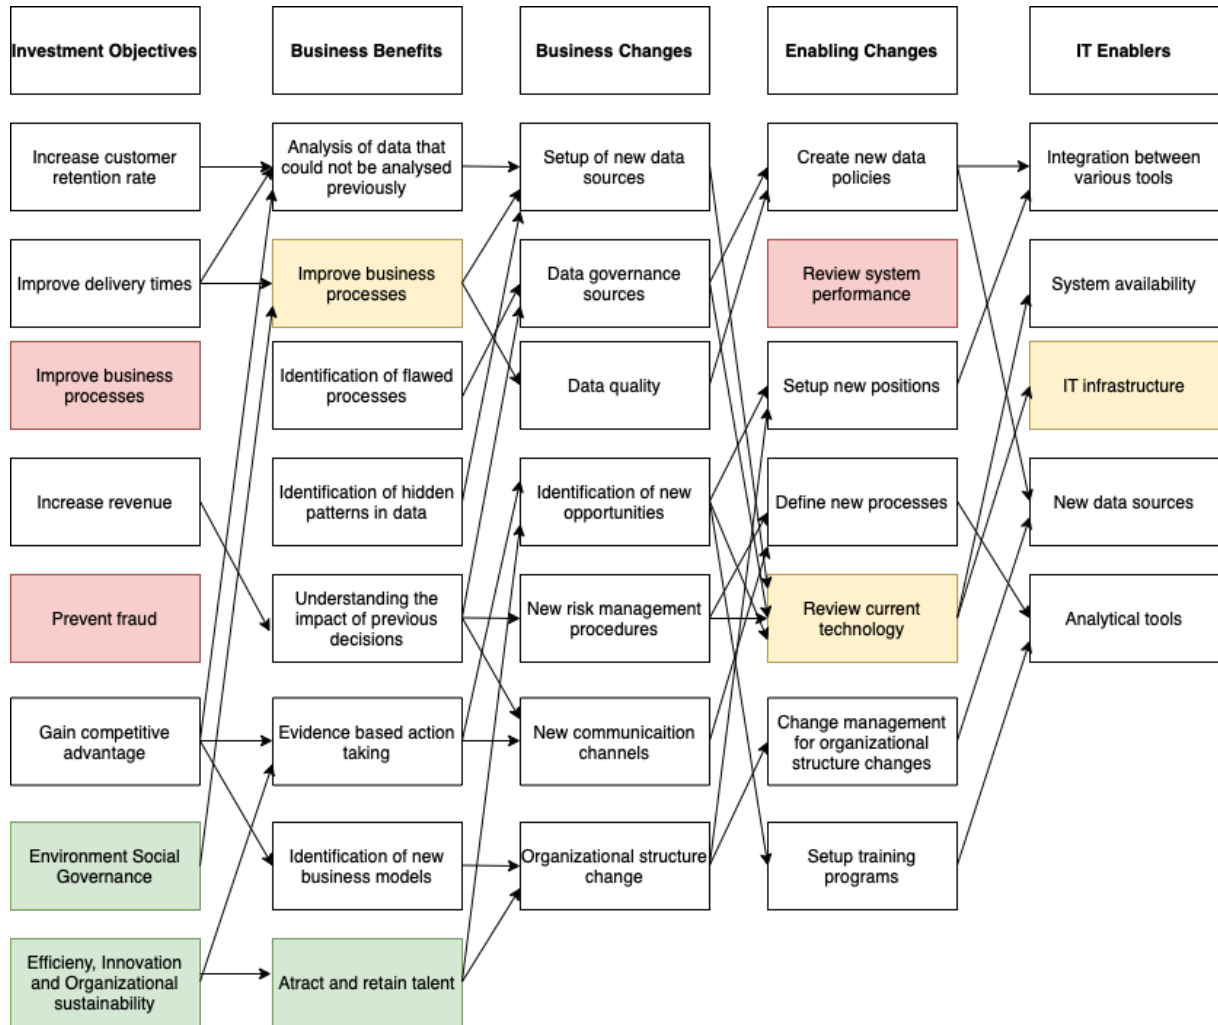 Investment Objectives
Business Benefits
Business Changes
Enabling Changes
IT Enablers
Increase customer
retention rate
Analysis of data that
could not be analysed
previously
Setup of new data
sources
Create new data
policies
Integration between
various tools
Improve delivery times
Improve business
processes
Data governance
sources
Review system
performance
System availability
Improve business
processes
Identification of flawed
processes
Data quality
Setup new positions
IT infrastructure
Increase revenue
Identification of hidden
patterns in data
Identification of new
opportunities
Define new processes
New data sources
Prevent fraud
Understanding the
impact of previous
decisions
New risk management
procedures
Review current
technology
Analytical tools
Gain competitive
advantage
Evidence based action
taking
New communicaition
channels
Change management
for organizational
structure changes
Environment Social
Governance
Identification of new
business models
Organizational structure
change
Setup training
programs
Efficieny, Innovation
and Organizational
sustainability
Atract and retain talent